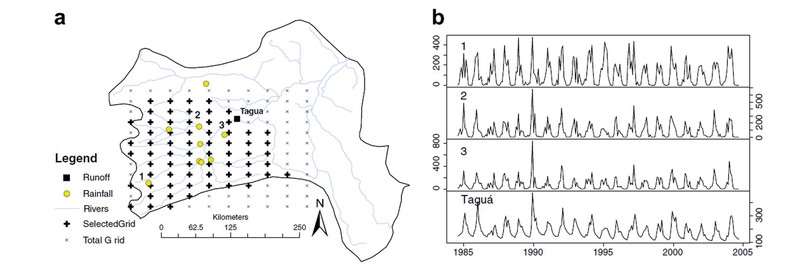 a
2
Tagua
3
1
Legend
Runoff
Rainfall
Rivers
SelectedGrid
Total G rid
Kilometers
0 62.5 125 250
N
b
1
0 200 400
2
0 200 500
3
0 400 800
Taguá
100 200 300
1985 1990 1995 2000 2005